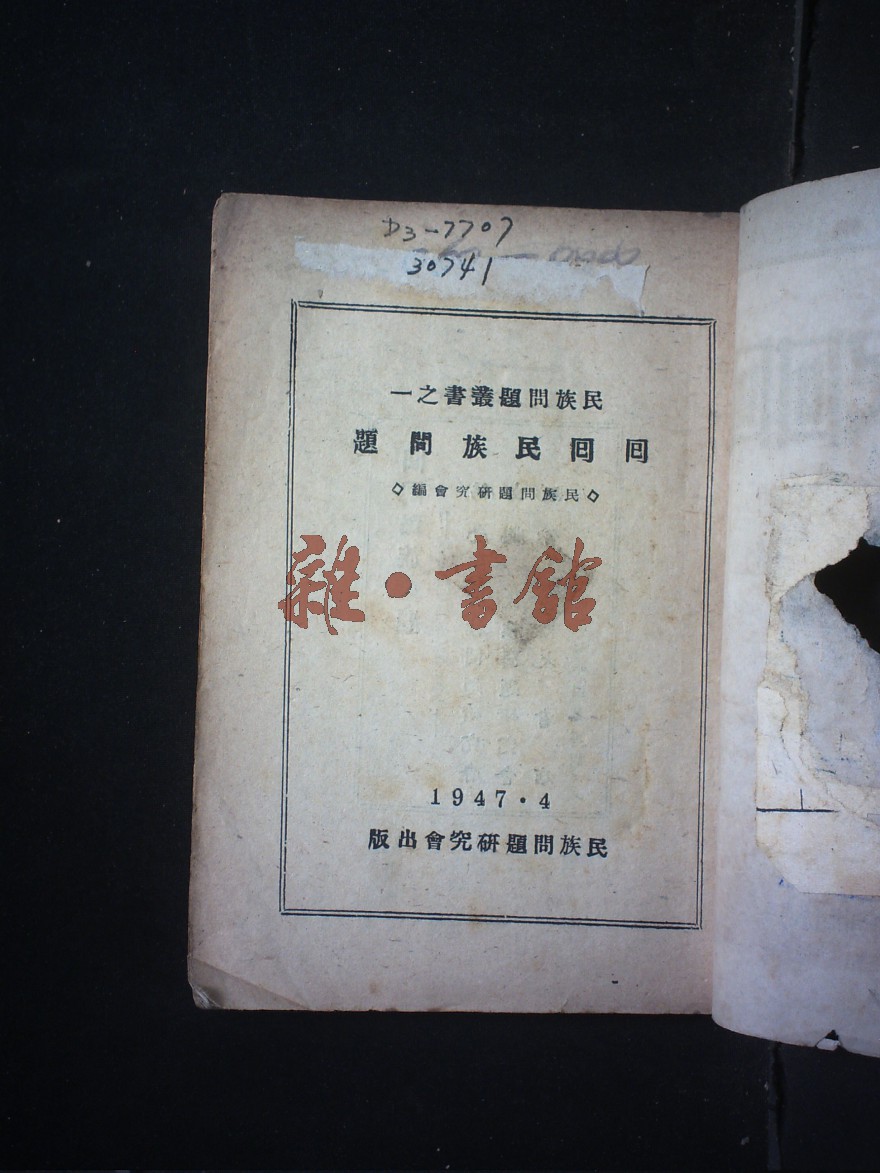 D3-7707
30741
民族問題叢書之一
回回民族問題
◇民族問題研究會編◇
雜·書館
1947·4
民族問題研究會出版